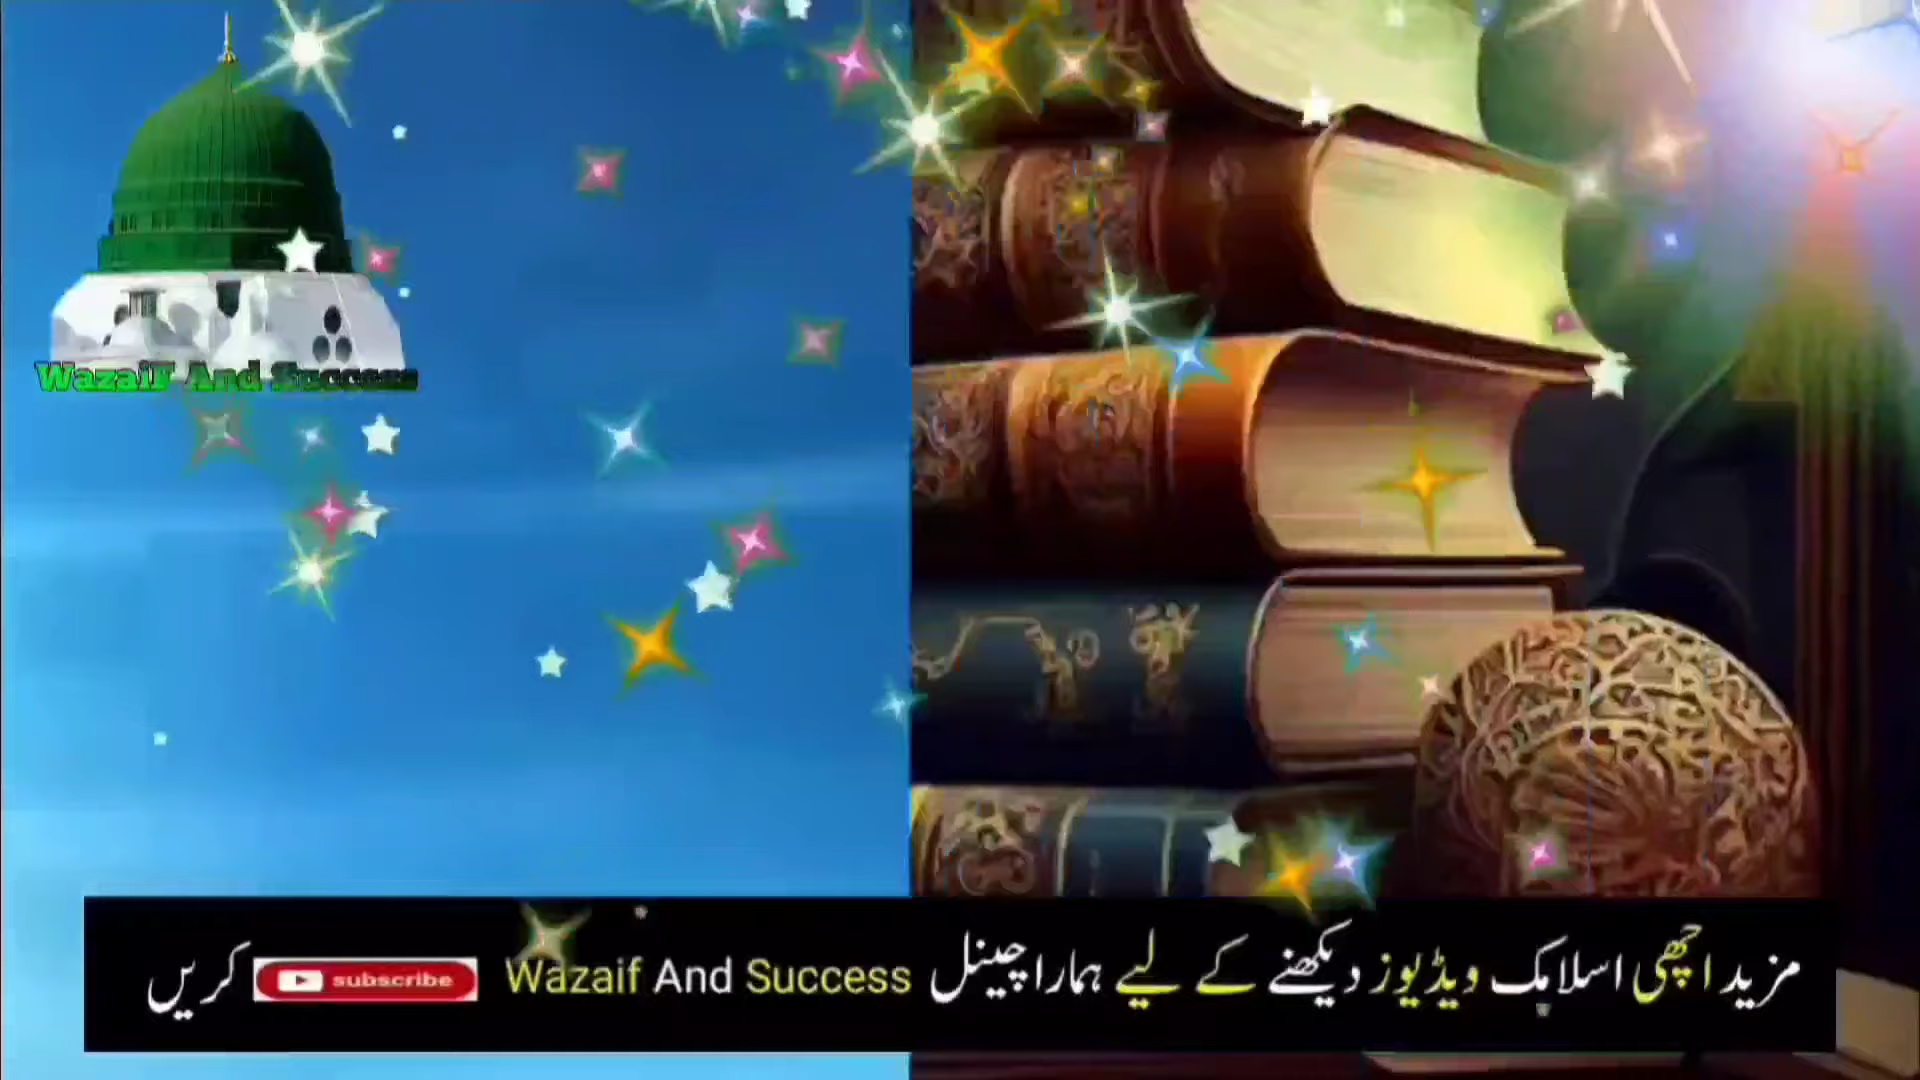 WazaiF And Success
مزید اچھی اسلامک ویڈیوز دیکھنے کے لیے ہمارا چینل Wazaif And Success subscribe کریں